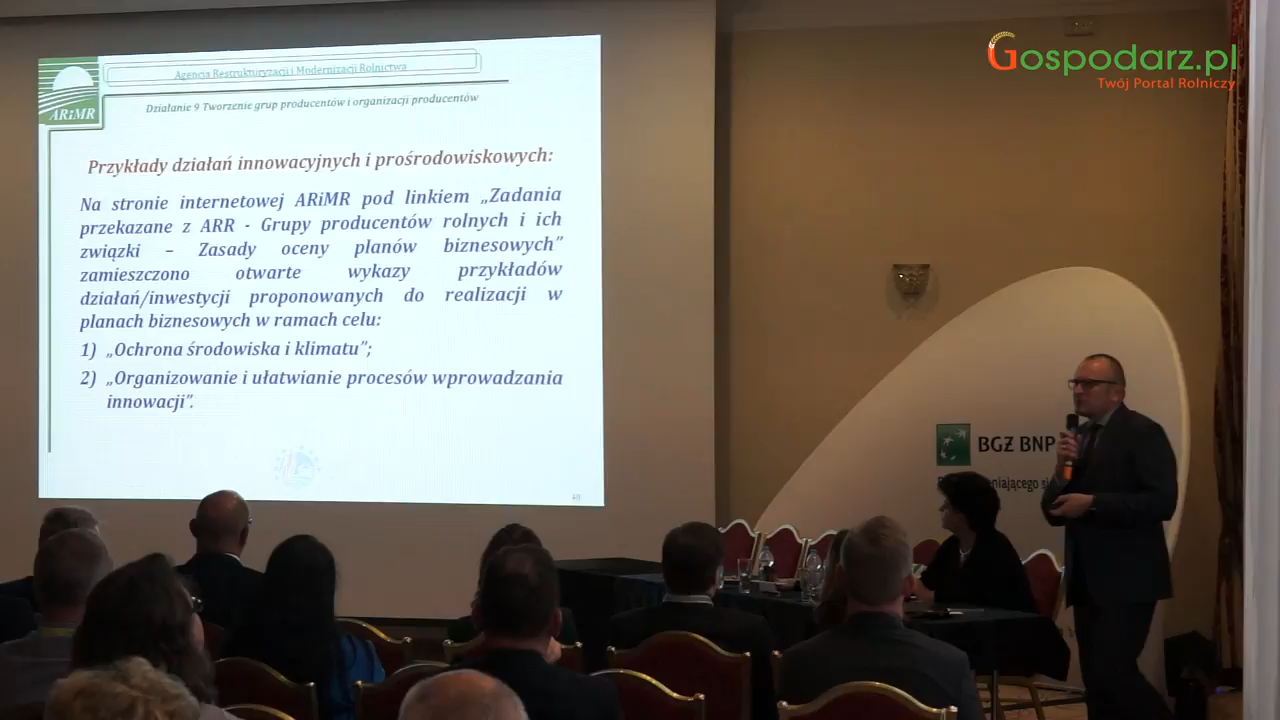 Gospodarz.pl
Twój Portal Rolniczy
Agencja Restrukturyzacji i Modernizacji Rolnictwa
ARiMR
Działanie 9 Tworzenie grup producentów i organizacji producentów
Przykłady działań innowacyjnych i prośrodowiskowych:
Na stronie internetowej ARiMR pod linkiem „Zadania
przekazane z ARR - Grupy producentów rolnych i ich
związki – Zasady oceny planów biznesowych”
zamieszczono otwarte wykazy przykładów
działań/inwestycji proponowanych do realizacji w
planach biznesowych w ramach celu:
1) „Ochrona środowiska i klimatu”;
2) „Organizowanie i ułatwianie procesów wprowadzania
innowacji”.
BGŻ BNP